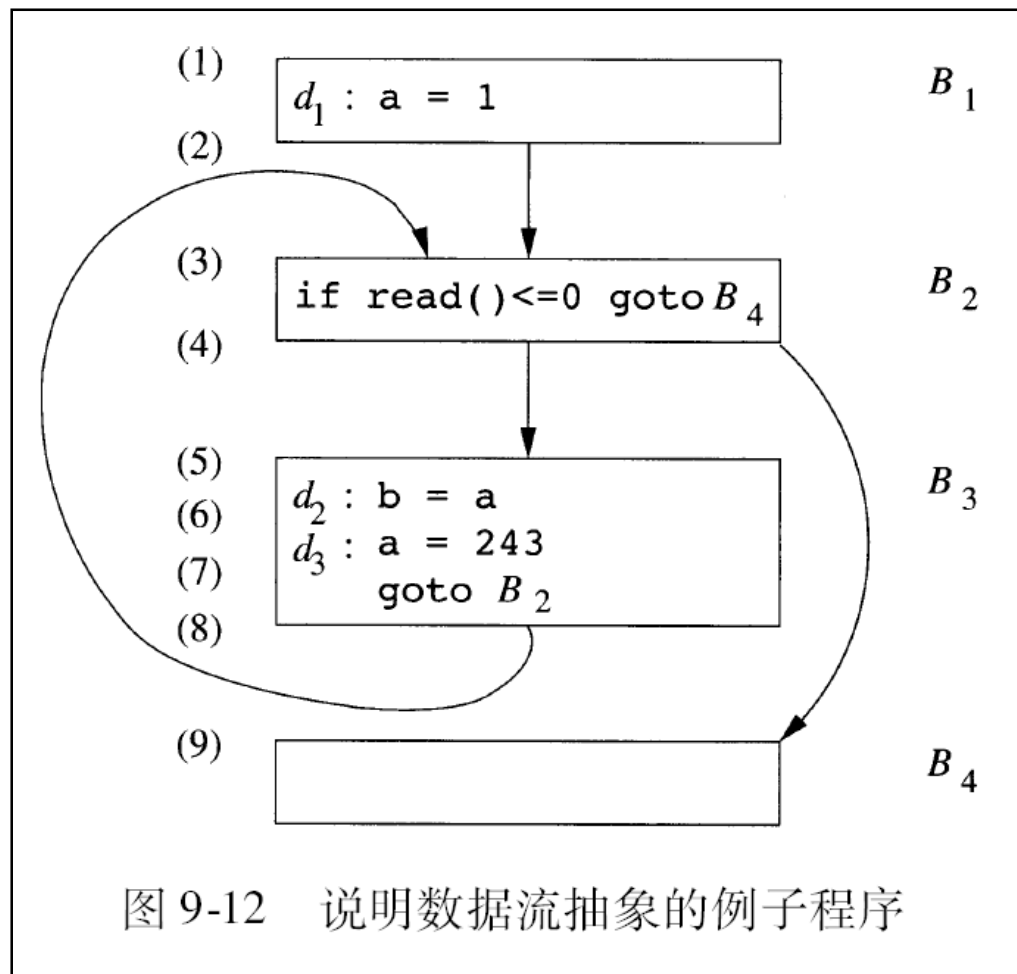 (1)
d1 : a = 1
B1
(2)
(3)
if read()<=0 goto B4
B2
(4)
(5)
d2 : b = a
B3
(6)
d3 : a = 243
(7)
goto B2
(8)
(9)
B4
图 9-12 说明数据流抽象的例子程序